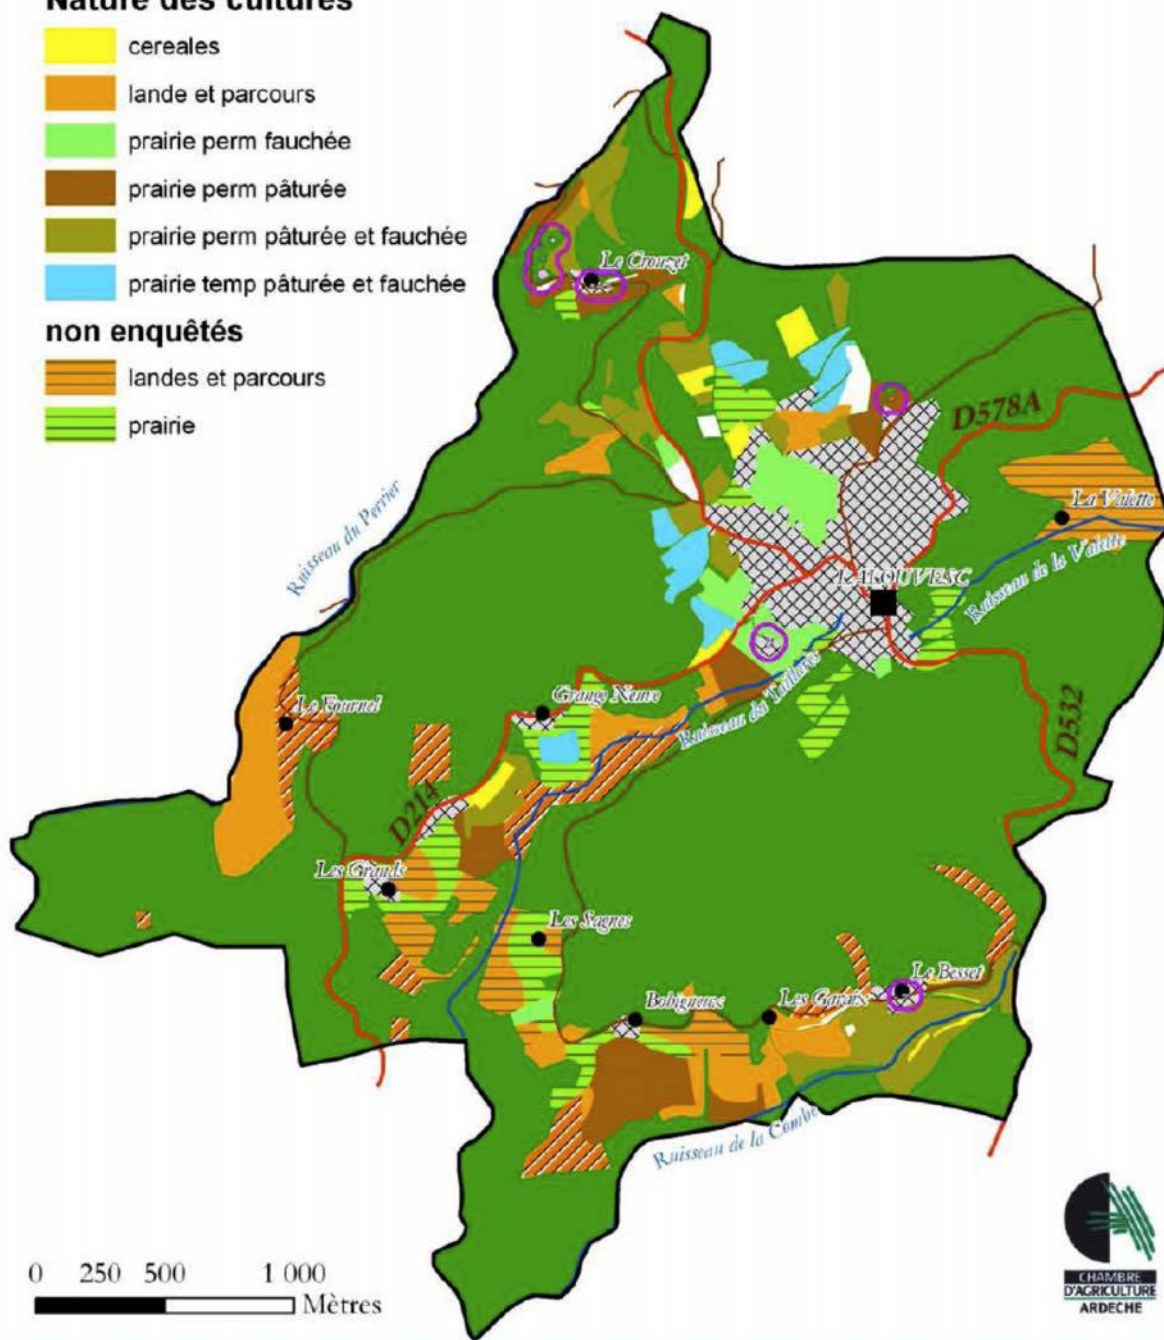 Nature des cultures
cereales
lande et parcours
prairie perm fauchée
prairie perm pâturée
prairie perm pâturée et fauchée
prairie temp pâturée et fauchée
non enquêtés
landes et parcours
prairie
Le Crouzet
D578A
La Valette
Ruisseau du Perrier
Ruisseau de la Valette
LALOUVESC
Grange Neuve
Le Fournel
Ruisseau des
D532
D214
Les Grands
Les Sagnes
Le Besset
Bobigneux
Les Gavaix
Ruisseau de la Combe
0 250 500 1 000
Mètres
CHAMBRE
D'AGRICULTURE
ARDECHE